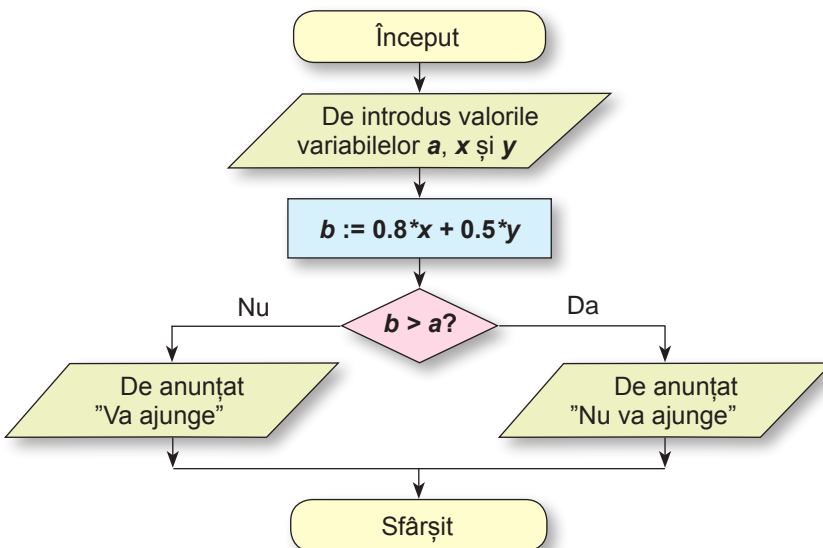 Început
De introdus valorile
variabilelor a, x și y
b := 0.8*x + 0.5*y
b > a?
Nu
Da
De anunțat
”Va ajunge”
De anunțat
”Nu va ajunge”
Sfârșit